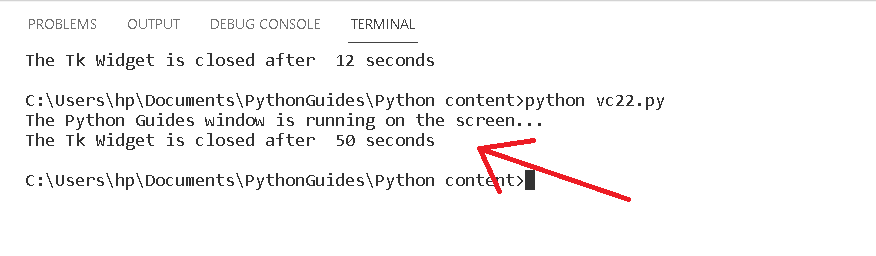 PROBLEMS OUTPUT DEBUG CONSOLE TERMINAL
The Tk Widget is closed after  12 seconds
C:\Users\hp\Documents\PythonGuides\Python content>python vc22.py
The Python Guides window is running on the screen...
The Tk Widget is closed after  50 seconds
C:\Users\hp\Documents\PythonGuides\Python content>